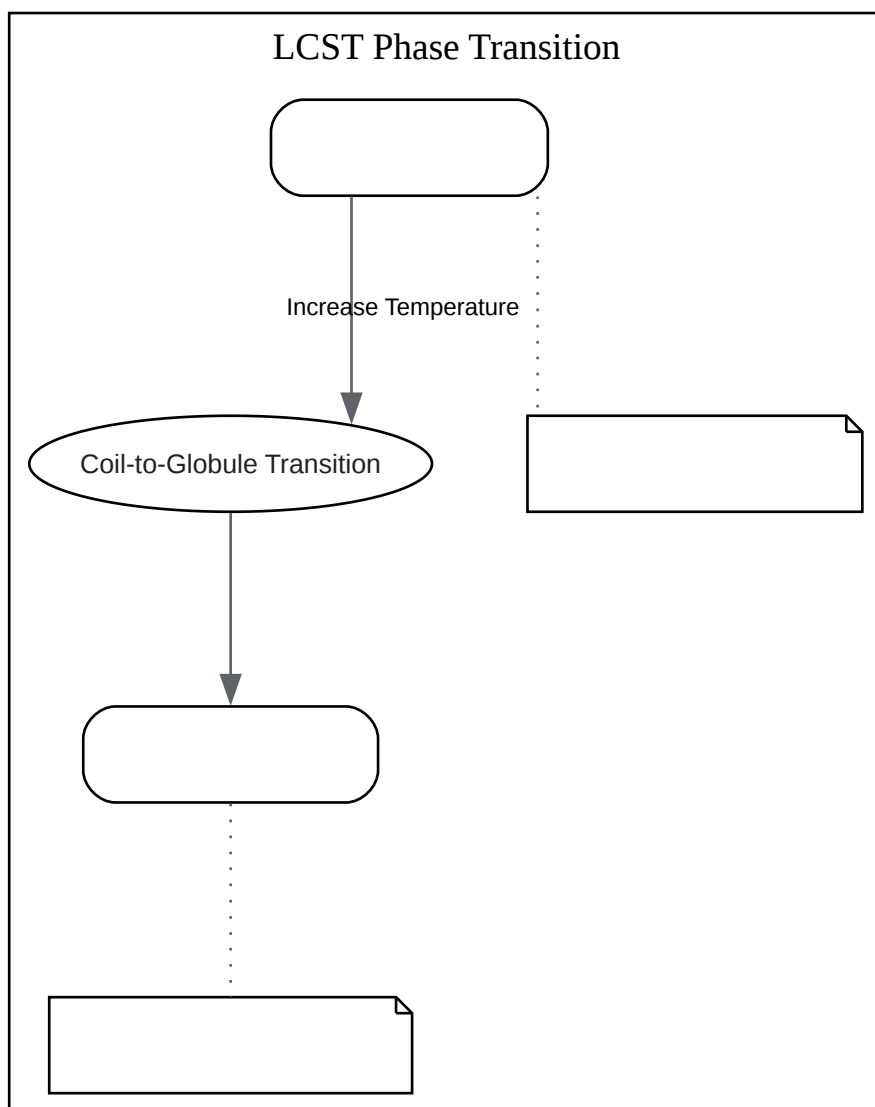 LCST Phase Transition
Increase Temperature
Coil-to-Globule Transition